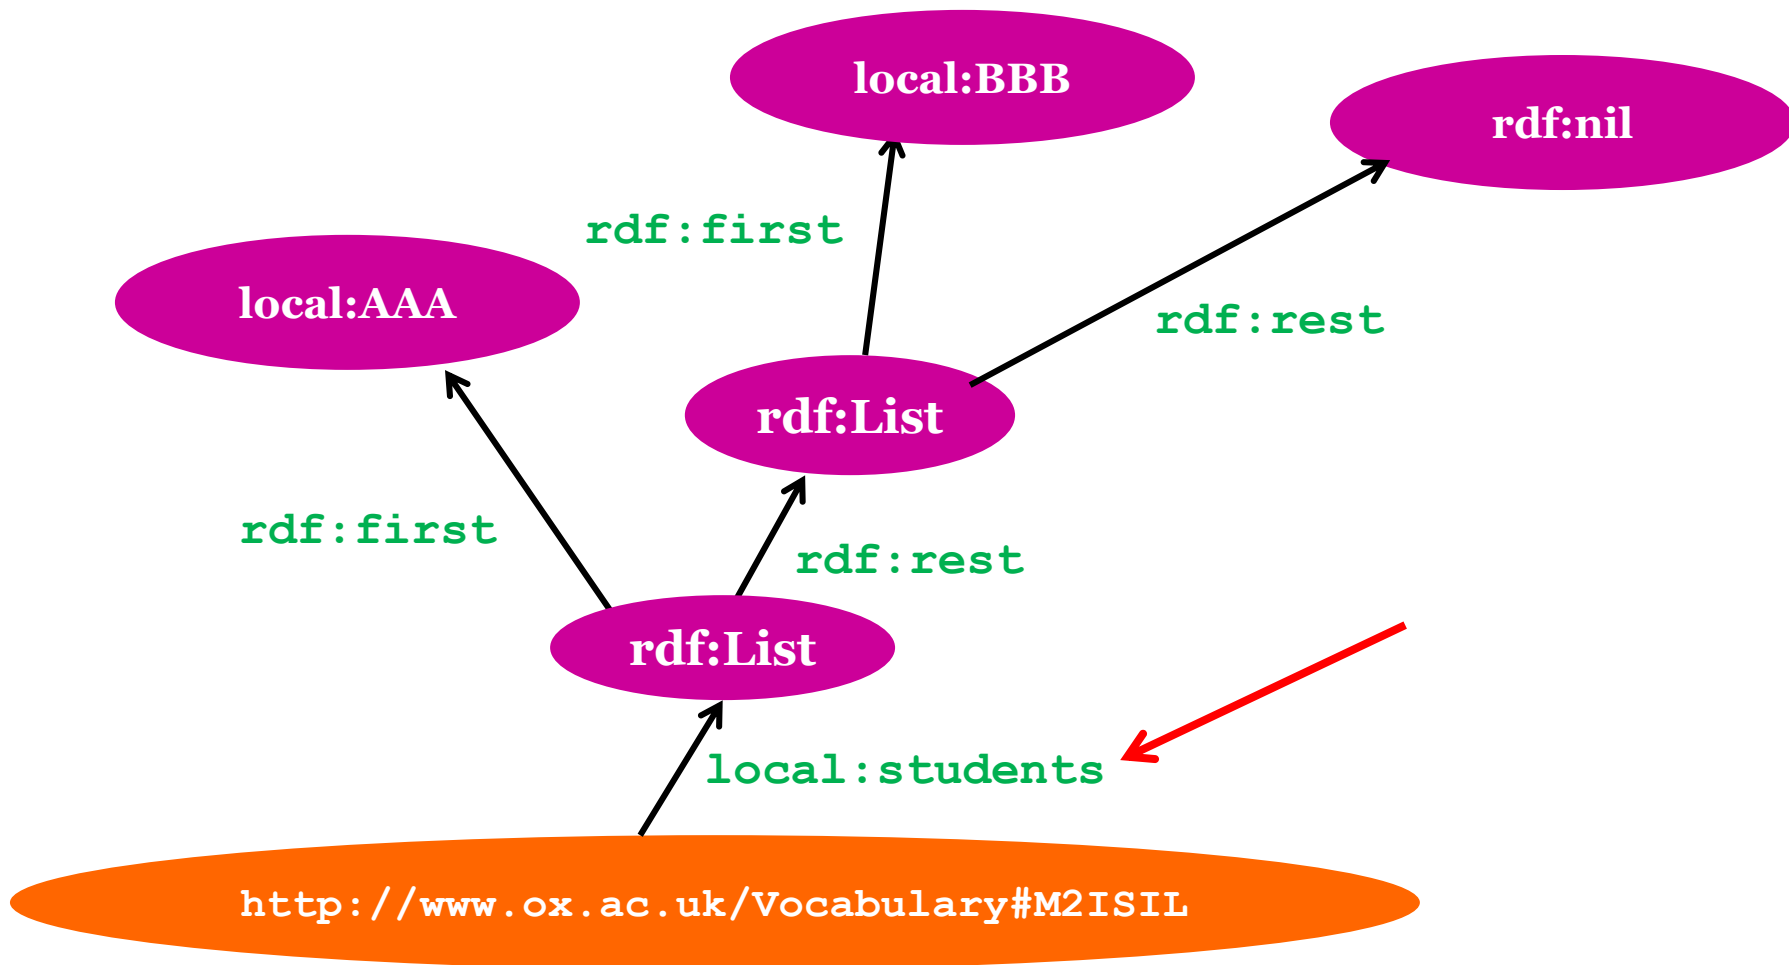 local:BBB
rdf:nil
rdf:first
local:AAA
rdf:rest
rdf:List
rdf:first
rdf:rest
rdf:List
local:students
http://www.ox.ac.uk/Vocabulary#M2ISIL